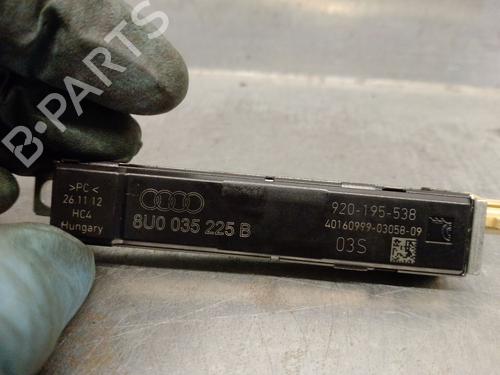 B-PARTS
>PC<
26.11.12
HC4
Hungary
8U0 035 225 B
920-195-538
40160999-03058-09
03S